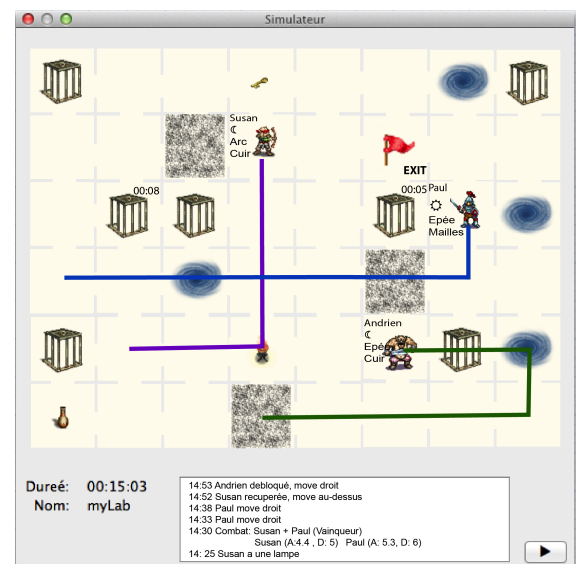 Simulateur
Susan
Arc
Cuir
EXIT
00:08
00:05 Paul
Epée
Mailles
Andrien
Epée
Cuir
Dureé: 00:15:03
Nom: myLab
14:53 Andrien debloqué, move droit
14:52 Susan recuperée, move au-dessus
14:38 Paul move droit
14:33 Paul move droit
14:30 Combat: Susan + Paul (Vainqueur)
Susan (A:4.4 , D: 5) Paul (A: 5.3, D: 6)
14: 25 Susan a une lampe